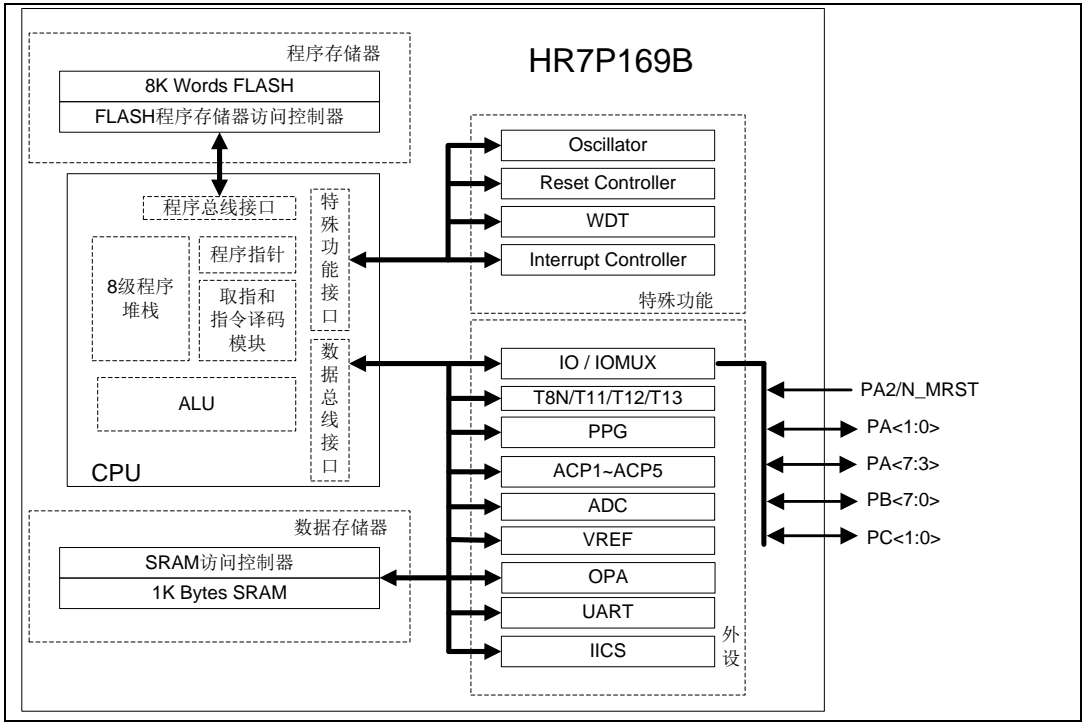 HR7P169B
程序存储器
8K Words FLASH
FLASH程序存储器访问控制器
程序总线接口
8级程序
堆栈
程序指针
取指和
指令译码
模块
ALU
CPU
特
殊
功
能
接
口
数
据
总
线
接
口
数据存储器
SRAM访问控制器
1K Bytes SRAM
Oscillator
Reset Controller
WDT
Interrupt Controller
特殊功能
IO / IOMUX
T8N/T11/T12/T13
PPG
ACP1~ACP5
ADC
VREF
OPA
UART
IICS
外
设
PA2/N_MRST
PA<1:0>
PA<7:3>
PB<7:0>
PC<1:0>